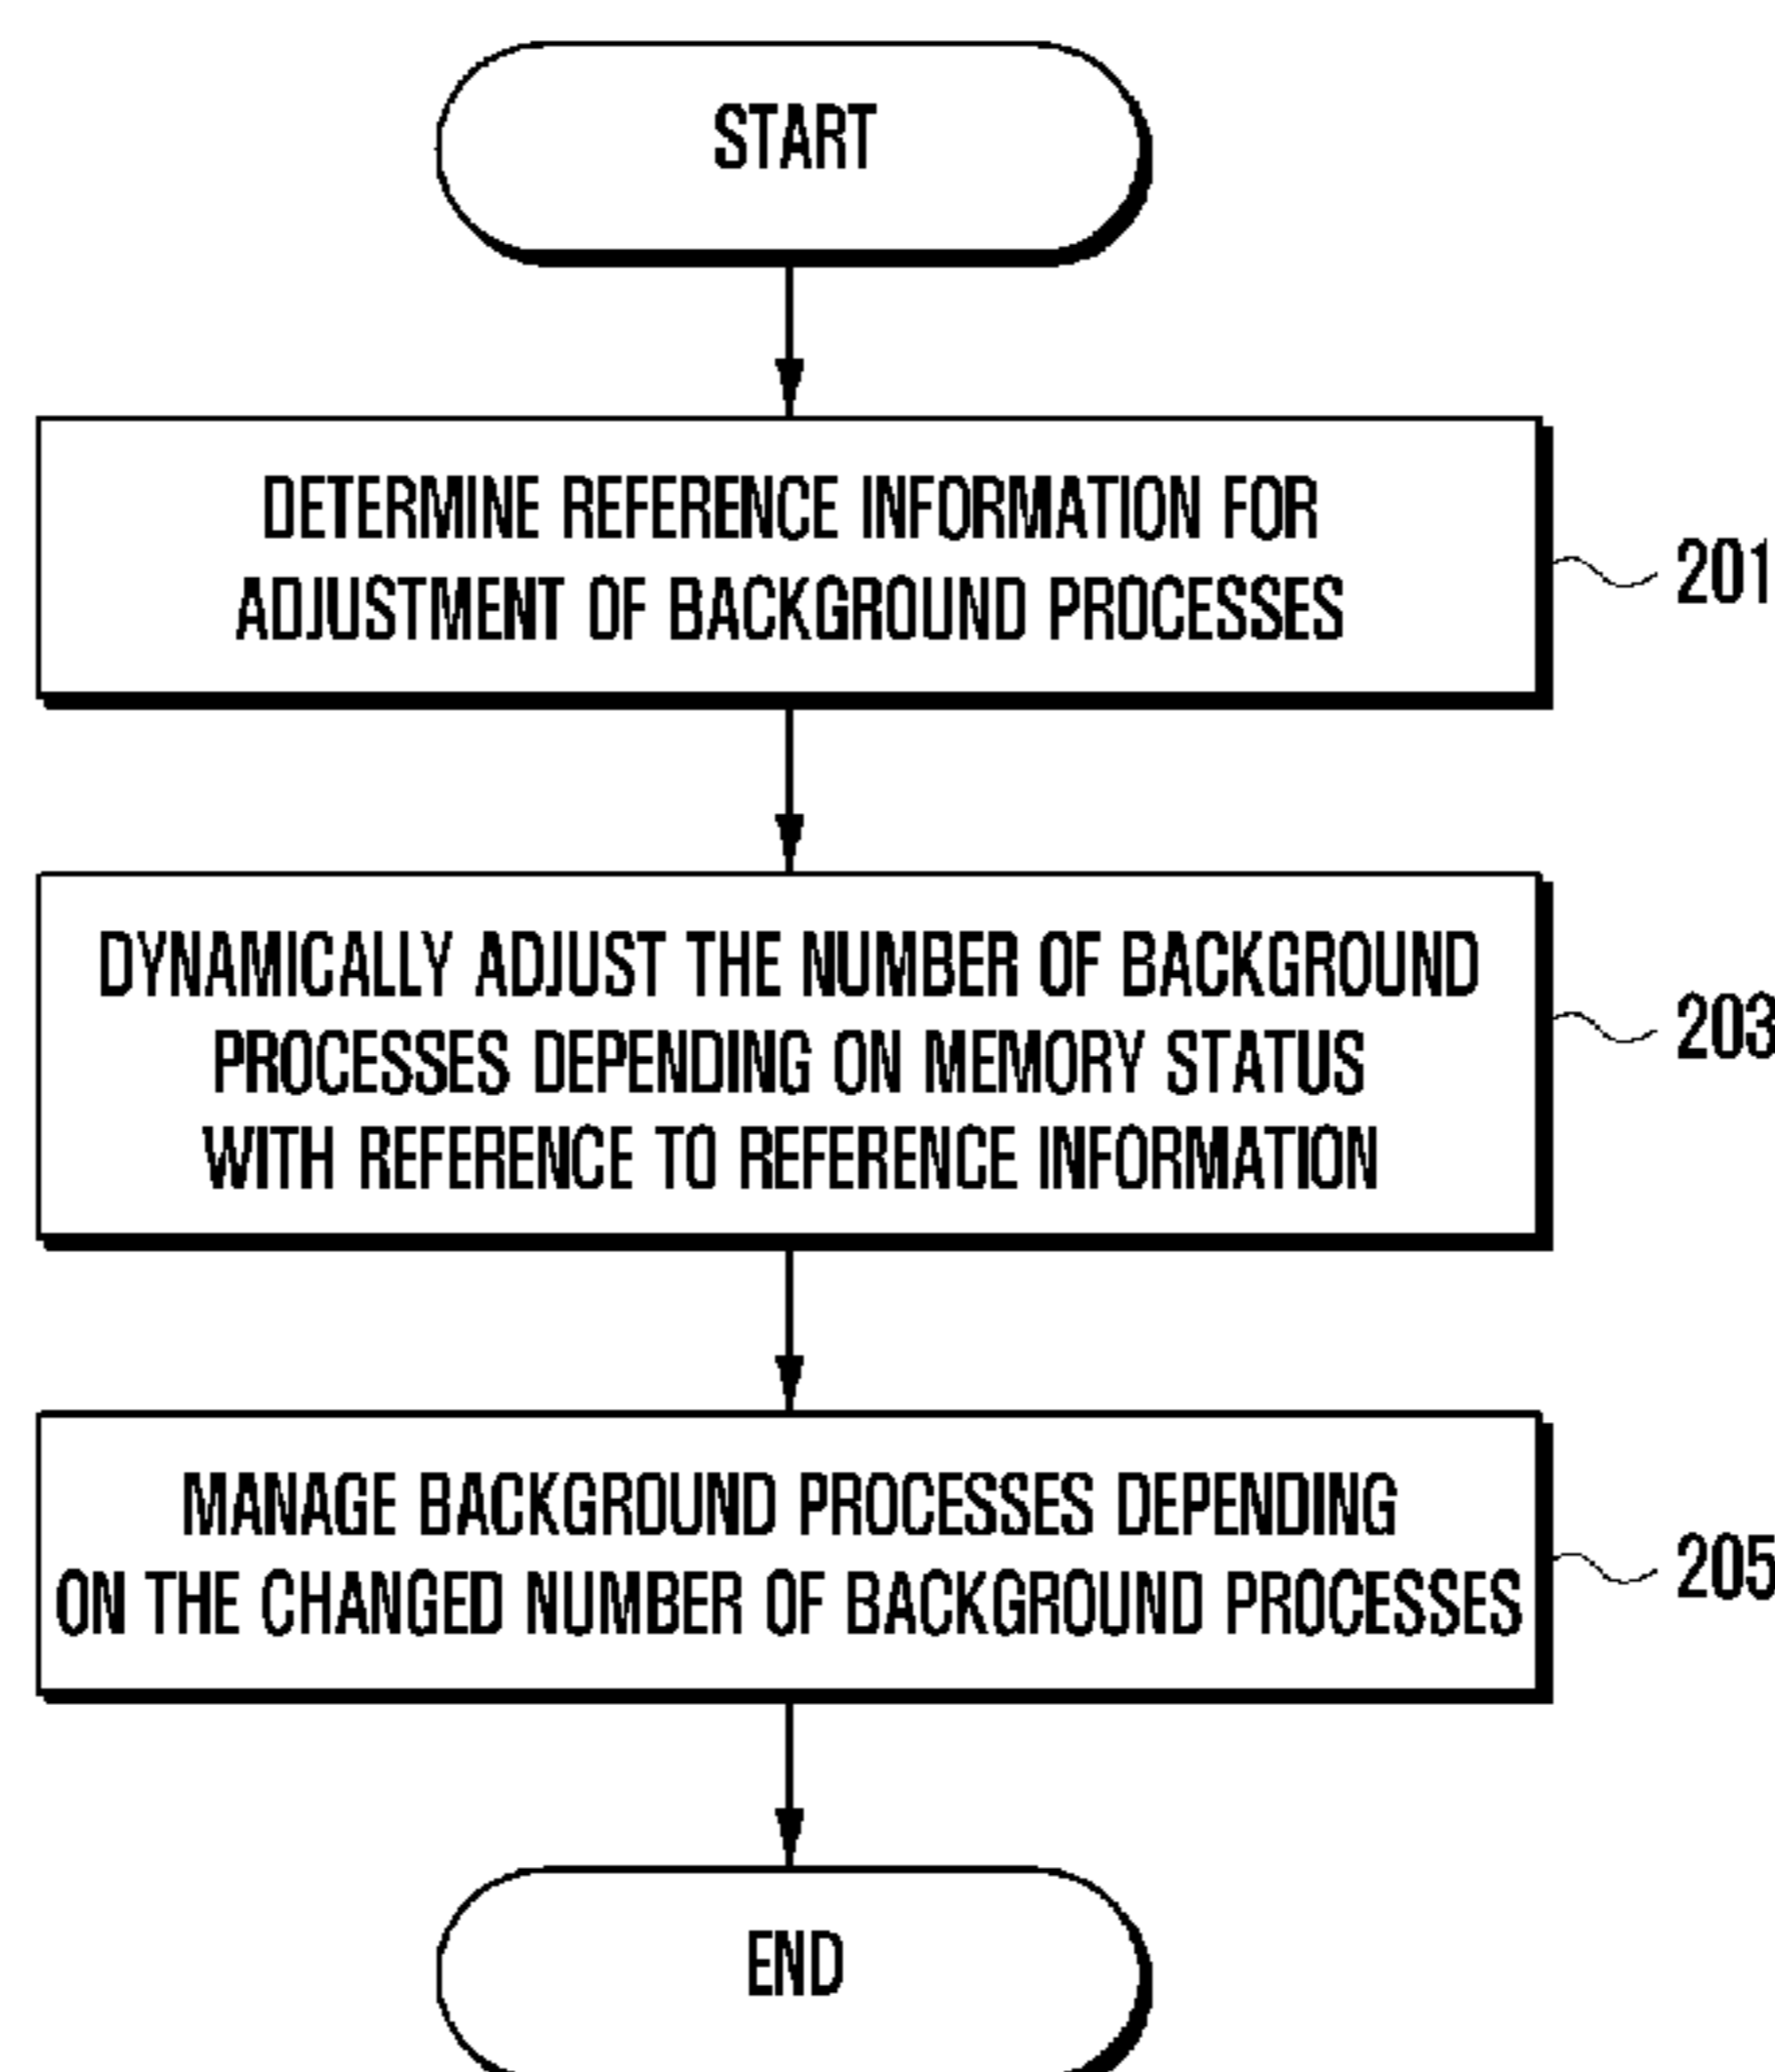 START
DETERMINE REFERENCE INFORMATION FOR
ADJUSTMENT OF BACKGROUND PROCESSES
201
DYNAMICALLY ADJUST THE NUMBER OF BACKGROUND
PROCESSES DEPENDING ON MEMORY STATUS
WITH REFERENCE TO REFERENCE INFORMATION
203
MANAGE BACKGROUND PROCESSES DEPENDING
ON THE CHANGED NUMBER OF BACKGROUND PROCESSES
205
END